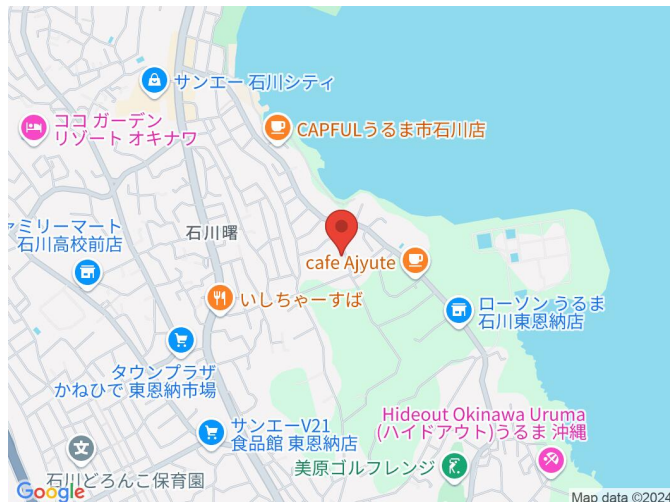 サンエー 石川シティ
ココ ガーデン
リゾート オキナワ
CAPFULうるま市石川店
ァミリーマート
石川高校前店
石川曙
cafe Ajyute
いしちゃーすば
ローソン うるま
石川東恩納店
タウンプラザ
かねひで 東恩納市場
サンエーV21
食品館 東恩納店
Hideout Okinawa Uruma
(ハイドアウト)うるま 沖縄
美原ゴルフレンジ
石川どろんこ保育園
Google
Map data ©2024